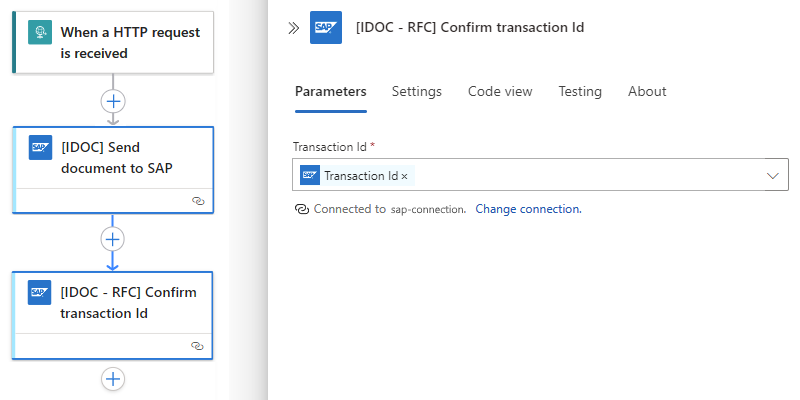 When a HTTP request
is received
SAP
[IDOC] Send
document to SAP
SAP
[IDOC - RFC] Confirm
transaction Id
SAP
[IDOC - RFC] Confirm transaction Id
Parameters Settings Code view Testing About
Transaction Id *
SAP Transaction Id ×
Connected to sap-connection. Change connection.